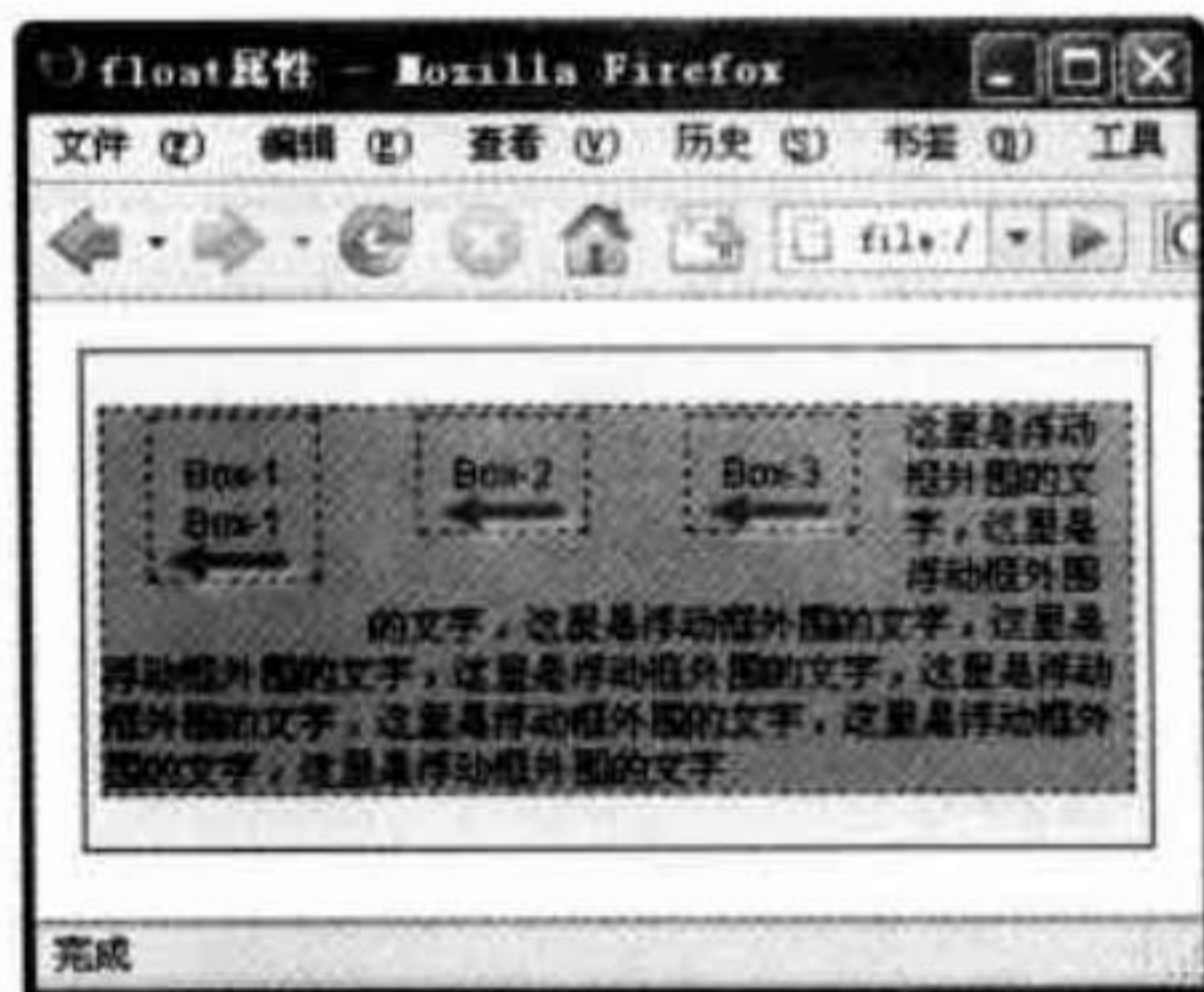 float属性 - Mozilla Firefox
文件 (F) 编辑 (E) 查看 (V) 历史 (S) 书签 (B) 工具
file:/
Box-1 Box-2 Box-3
Box-1
这里是浮动
框外围的文
字，这里是
浮动框外围
的文字，这里是浮动框外围的文字，这里是
浮动框外围的文字，这里是浮动框外围的文字，这里是浮动
框外围的文字，这里是浮动框外围的文字，这里是浮动框外
围的文字，这里是浮动框外围的文字
完成